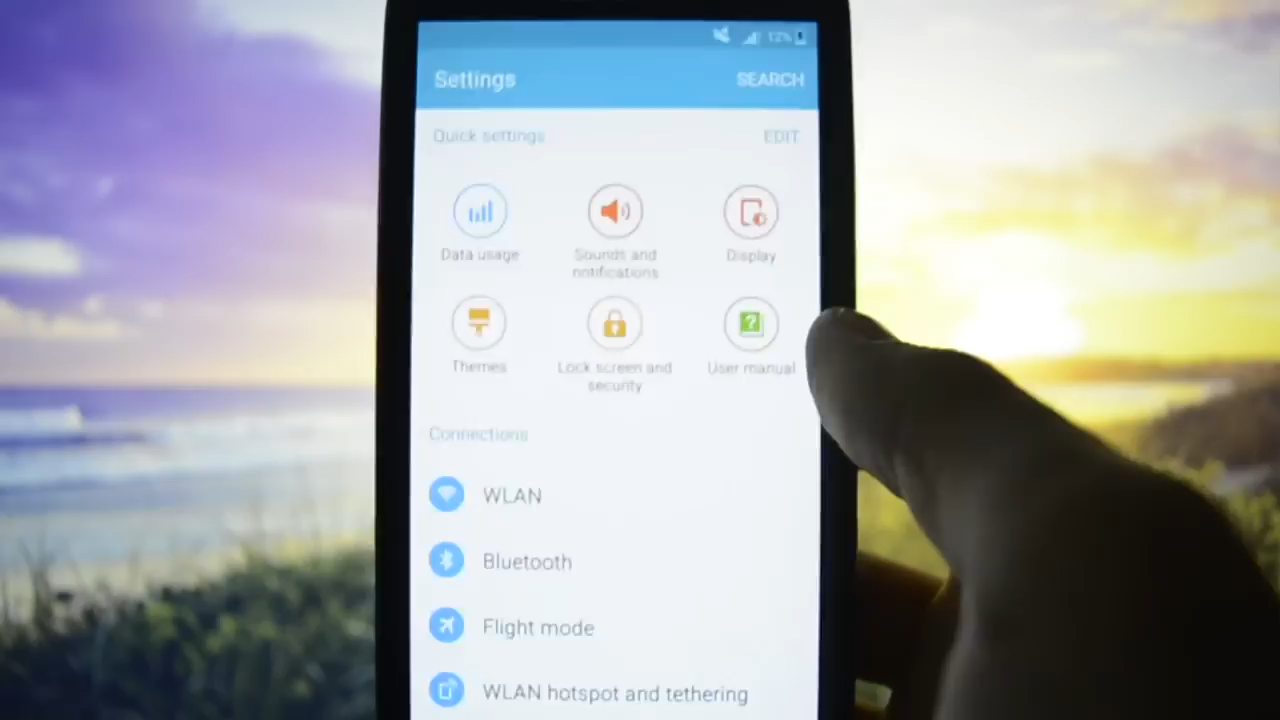 12%
Settings SEARCH
Quick settings EDIT
Data usage
Sounds and
notifications
Display
Themes
Lock screen and
security
User manual
Connections
WLAN
Bluetooth
Flight mode
WLAN hotspot and tethering